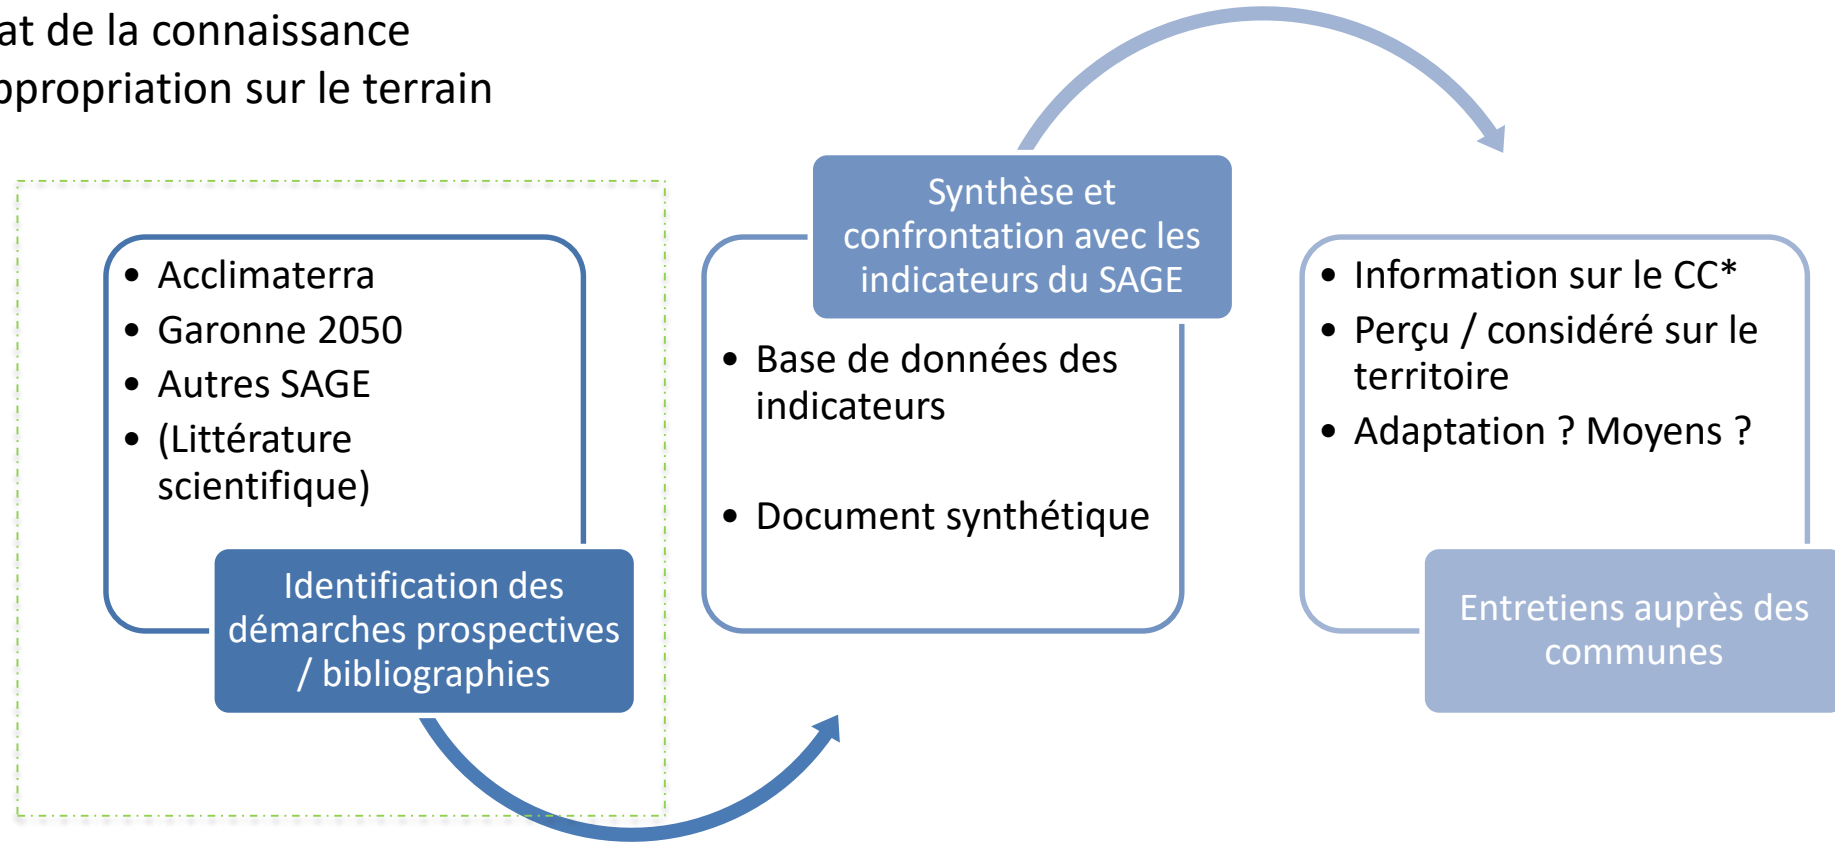 at de la connaissance
ppropriation sur le terrain
• Acclimaterra
• Garonne 2050
• Autres SAGE
• (Littérature
scientifique)
Identification des
démarches prospectives
/ bibliographies
Synthèse et
confrontation avec les
indicateurs du SAGE
• Base de données des
indicateurs
• Document synthétique
• Information sur le CC*
• Perçu / considéré sur le
territoire
• Adaptation ? Moyens ?
Entretiens auprès des
communes